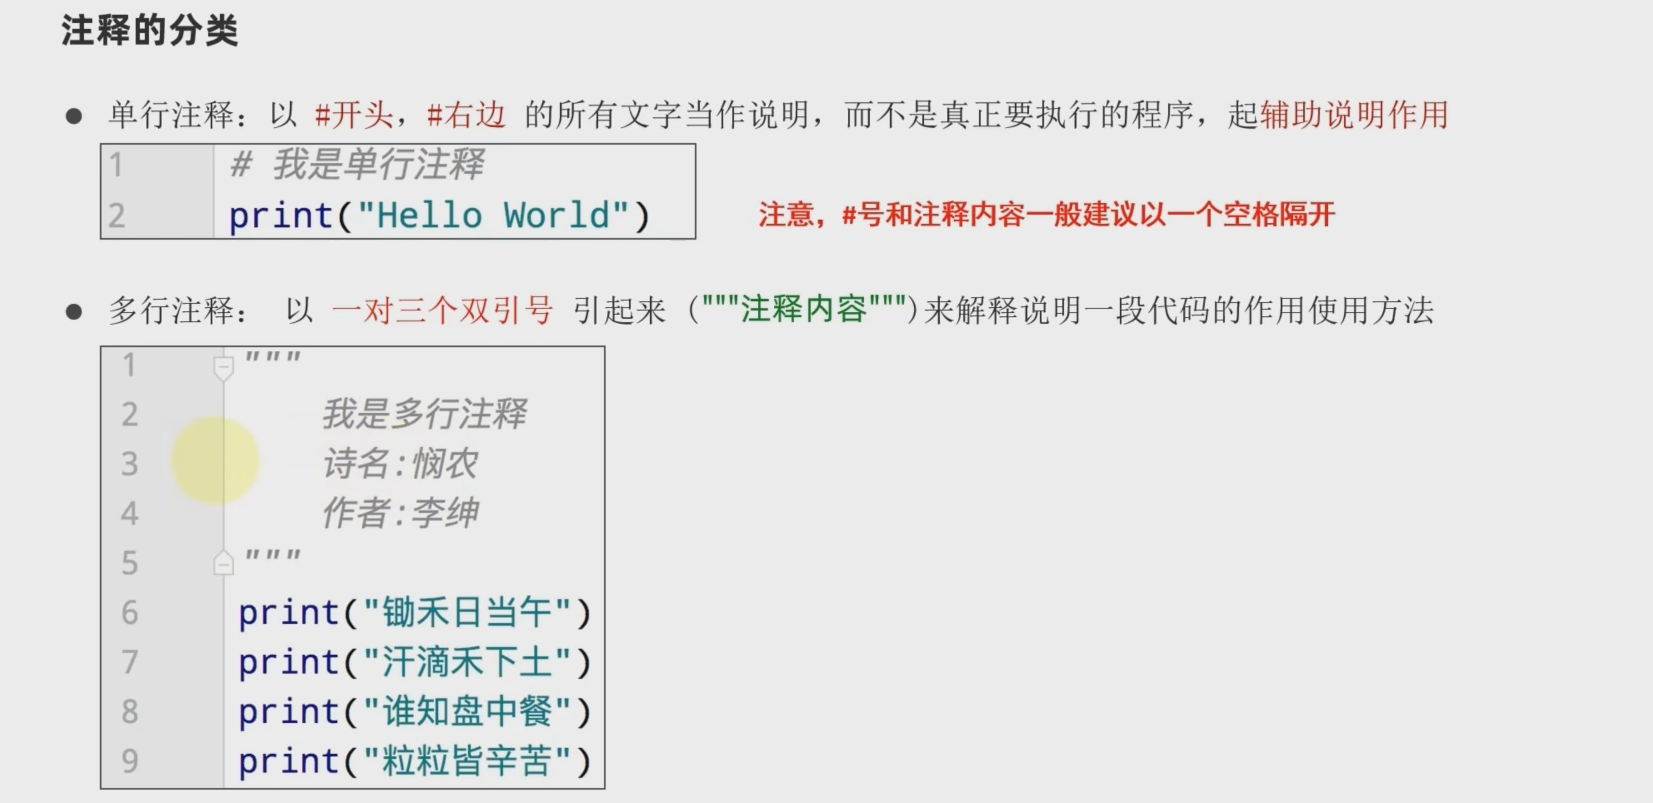 注释的分类
● 单行注释：以 #开头，#右边 的所有文字当作说明，而不是真正要执行的程序，起辅助说明作用
1 # 我是单行注释
2 print("Hello World")
注意，#号和注释内容一般建议以一个空格隔开
● 多行注释： 以 一对三个双引号 引起来 ("""注释内容""")来解释说明一段代码的作用使用方法
1 """
2 我是多行注释
3 诗名:悯农
4 作者:李绅
5 """
6 print("锄禾日当午")
7 print("汗滴禾下土")
8 print("谁知盘中餐")
9 print("粒粒皆辛苦")